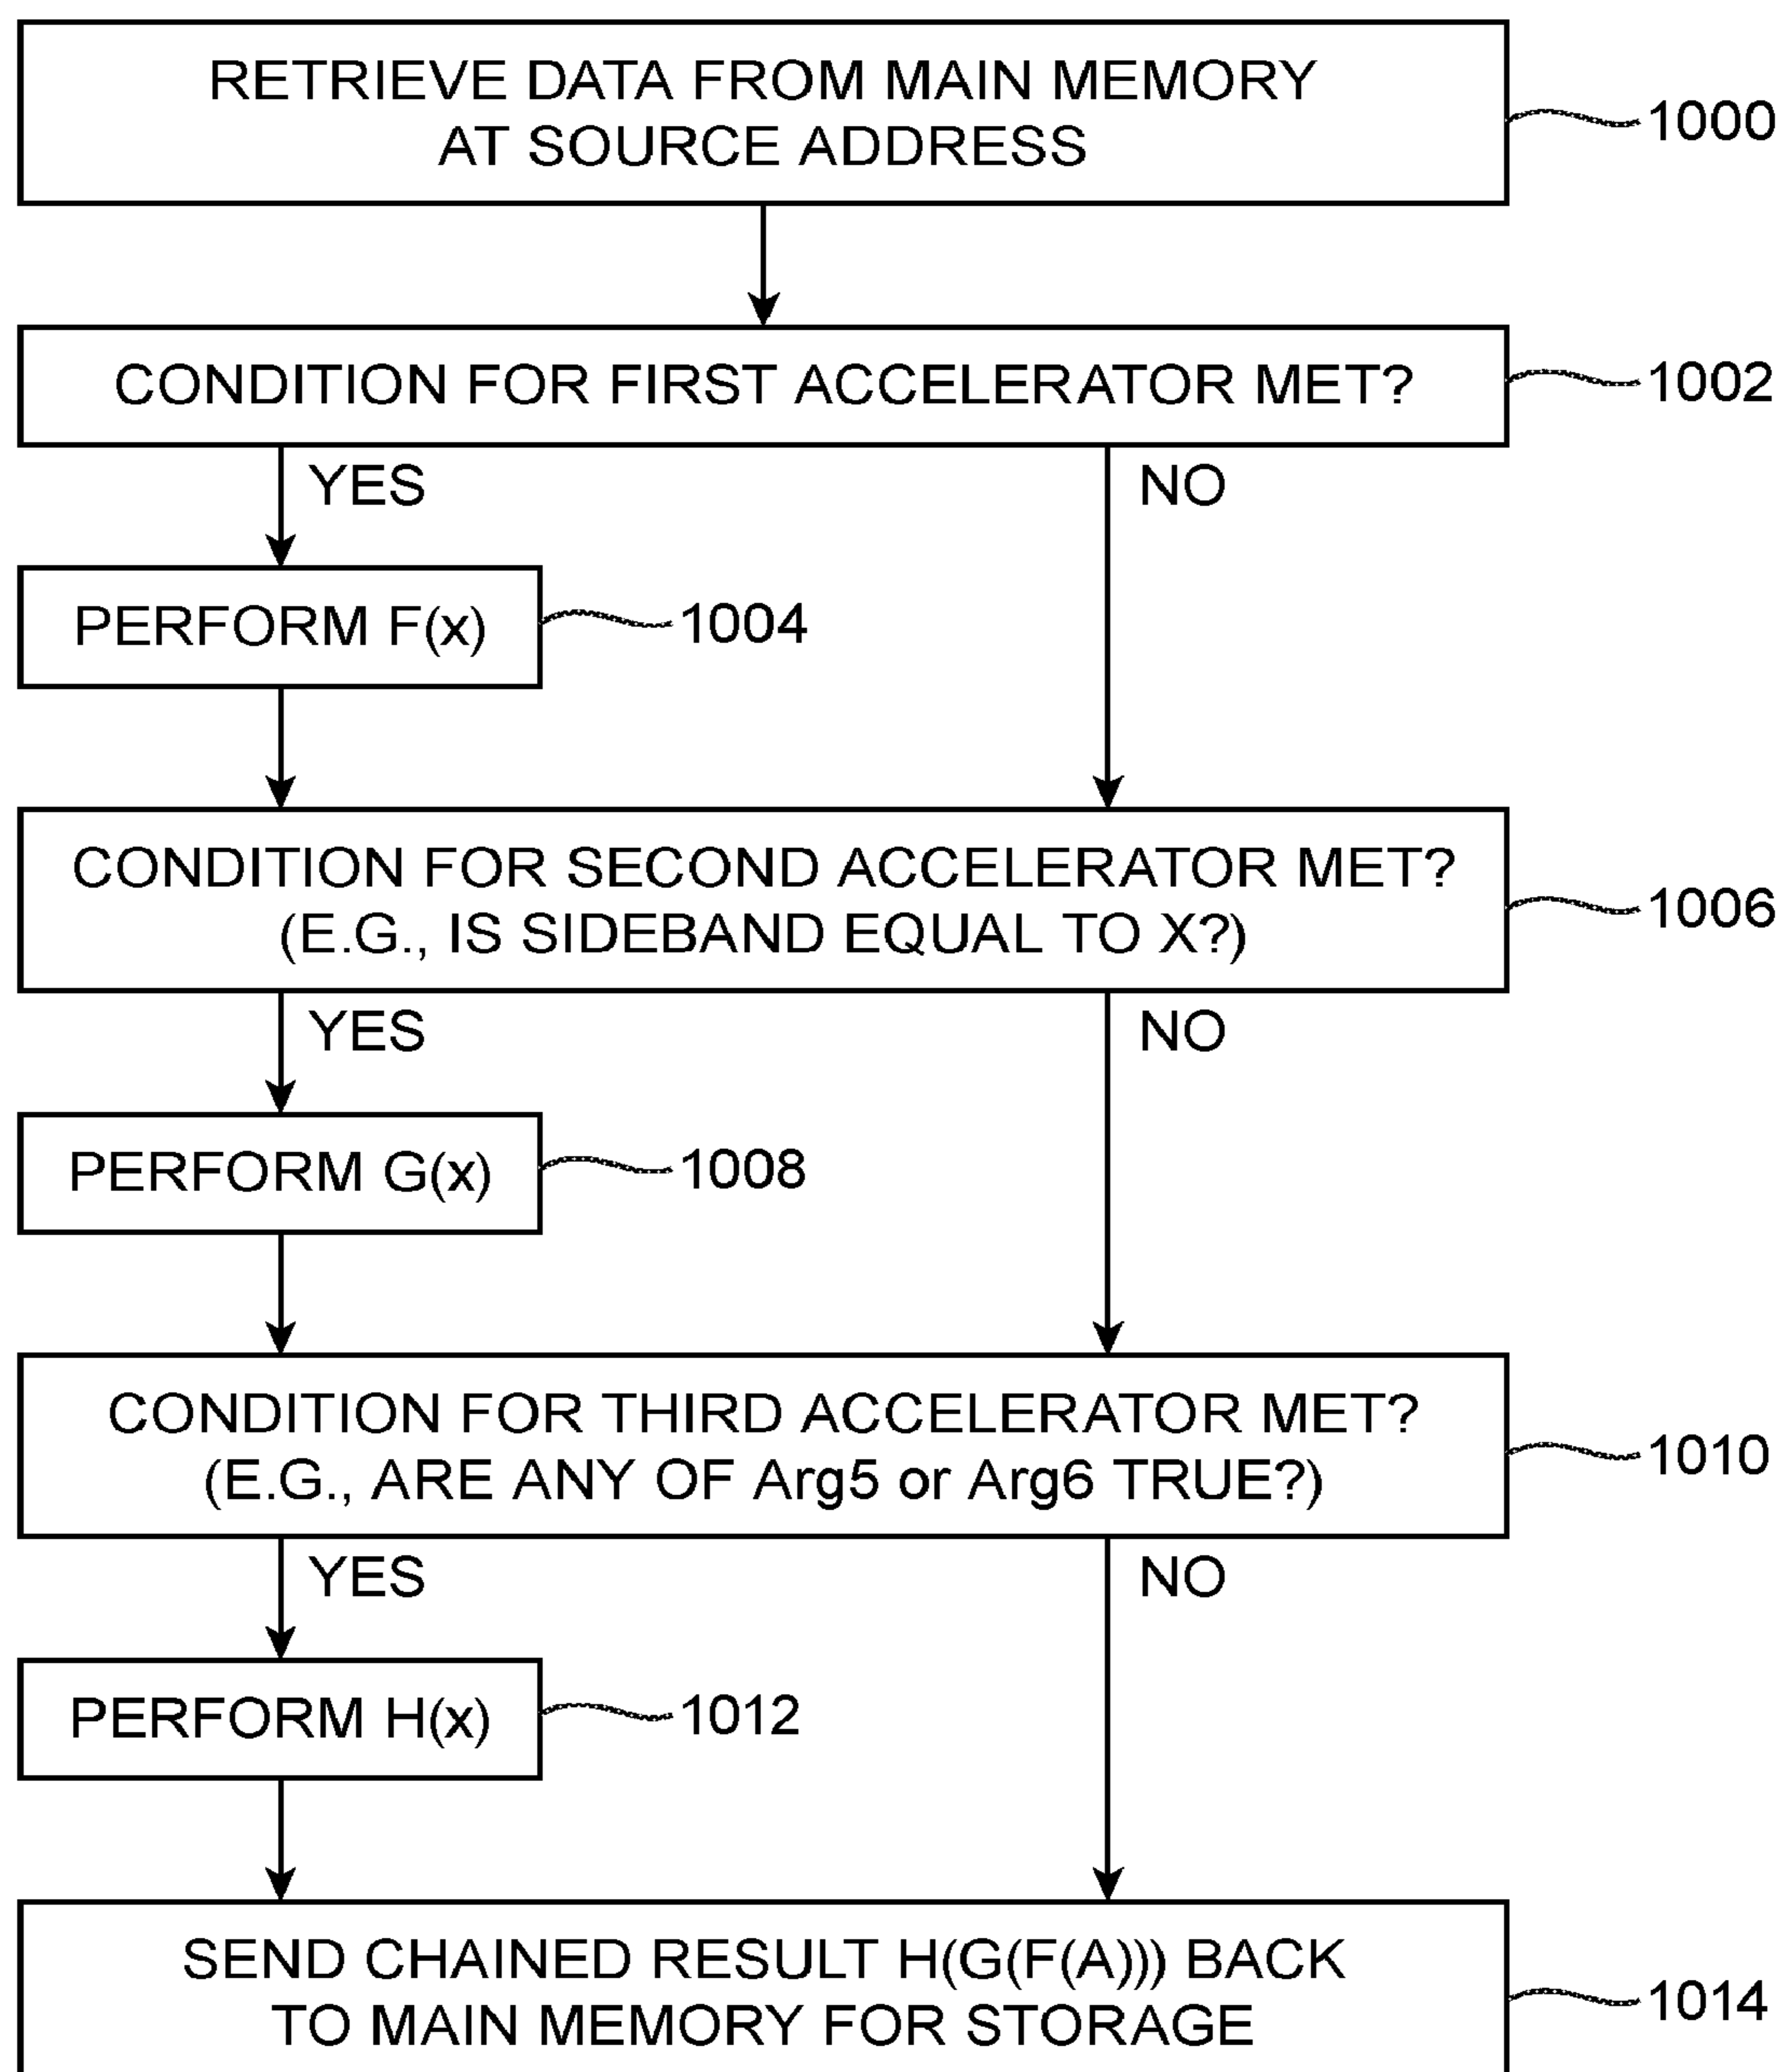 RETRIEVE DATA FROM MAIN MEMORY
AT SOURCE ADDRESS
1000
CONDITION FOR FIRST ACCELERATOR MET?
1002
YES
NO
PERFORM F(x)
1004
CONDITION FOR SECOND ACCELERATOR MET?
(E.G., IS SIDEBAND EQUAL TO X?)
1006
YES
NO
PERFORM G(x)
1008
CONDITION FOR THIRD ACCELERATOR MET?
(E.G., ARE ANY OF Arg5 or Arg6 TRUE?)
1010
YES
NO
PERFORM H(x)
1012
SEND CHAINED RESULT H(G(F(A))) BACK
TO MAIN MEMORY FOR STORAGE
1014